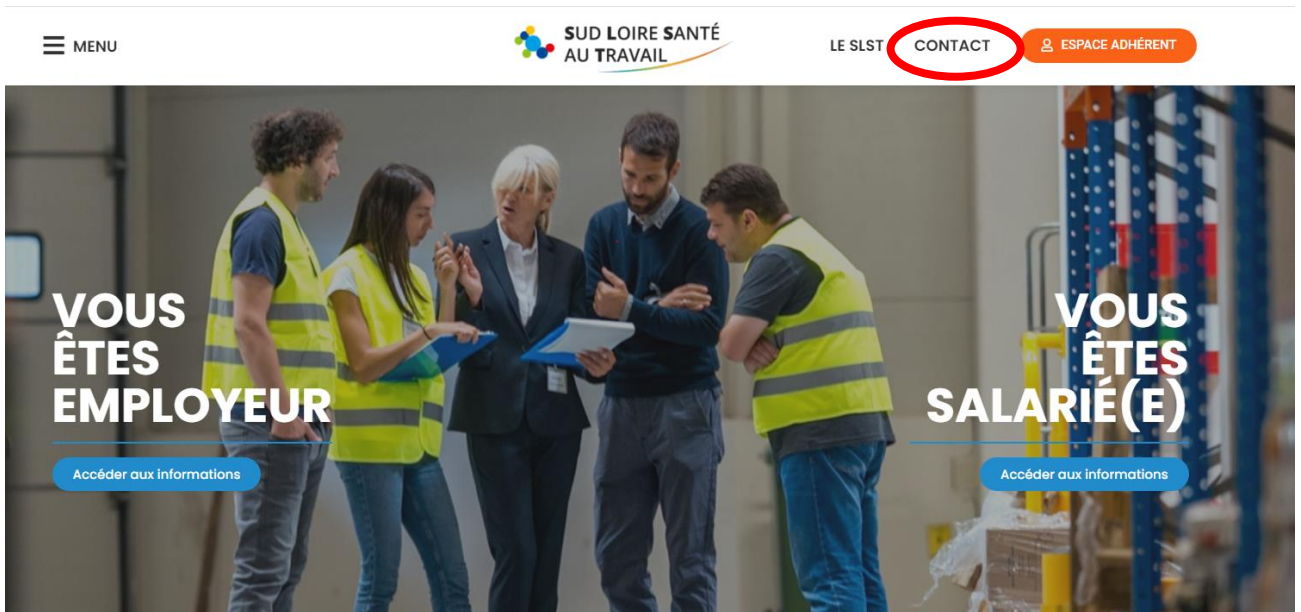 MENU
SUD LOIRE SANTÉ
AU TRAVAIL
LE SLST
CONTACT
ESPACE ADHÉRENT
VOUS
ÊTES
EMPLOYEUR
Accéder aux informations
VOUS
ÊTES
SALARIÉ(E)
Accéder aux informations